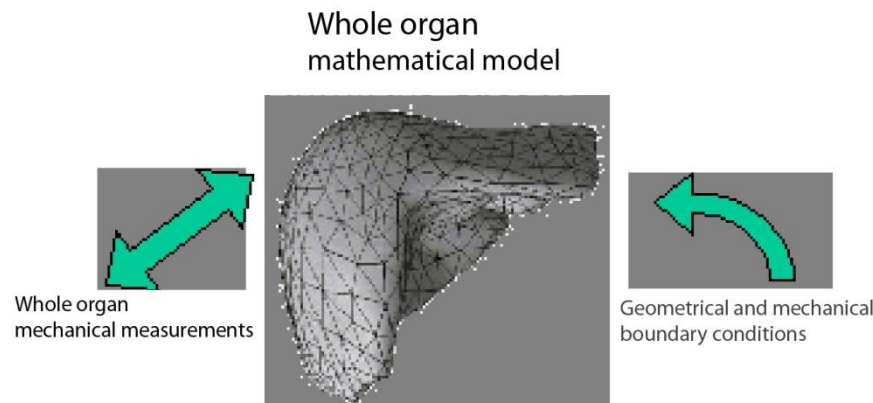 Whole organ
mathematical model
Whole organ
mechanical measurements
Geometrical and mechanical
boundary conditions